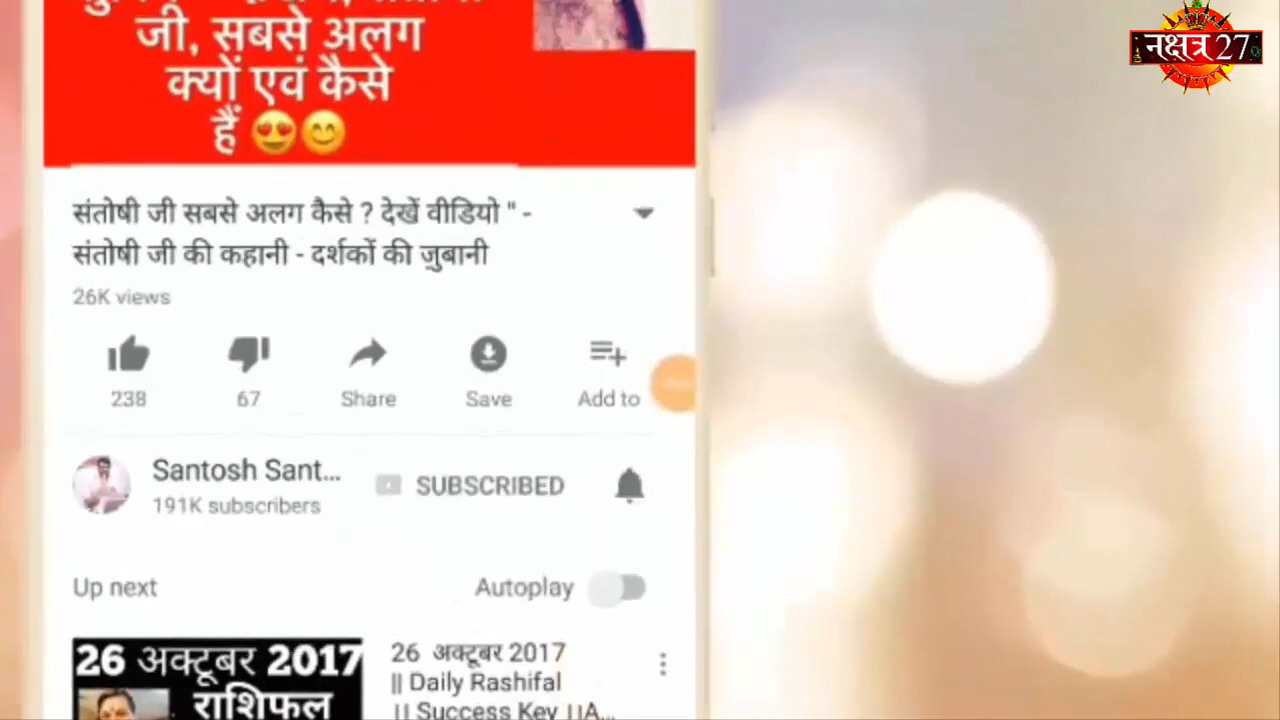 जी, सबसे अलग
क्यों एवं कैसे
हैं
नक्षत्र 27
संतोषी जी सबसे अलग कैसे ? देखें वीडियो " -
संतोषी जी की कहानी - दर्शकों की जुबानी
26K views
238
67
Share
Save
Add to
Santosh Sant...
191K subscribers
SUBSCRIBED
Up next
Autoplay
26 अक्टूबर 2017
राशिफल
26 अक्टूबर 2017
|| Daily Rashifal
|| Success Key ||A...